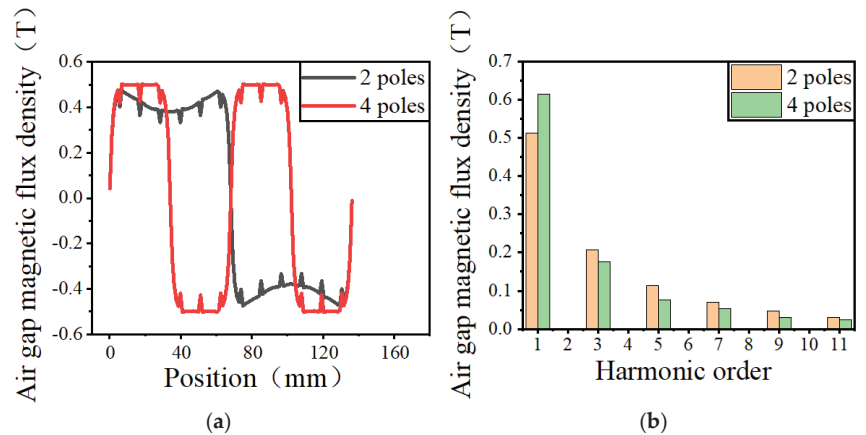 Air gap magnetic flux density（T）
0.6
0.4
0.2
0.0
-0.2
-0.4
-0.6
2 poles
4 poles
0 40 80 120 160
Position（mm）
(a)
Air gap magnetic flux density（T）
0.7
0.6
0.5
0.4
0.3
0.2
0.1
0.0
2 poles
4 poles
1 2 3 4 5 6 7 8 9 10 11
Harmonic order
(b)